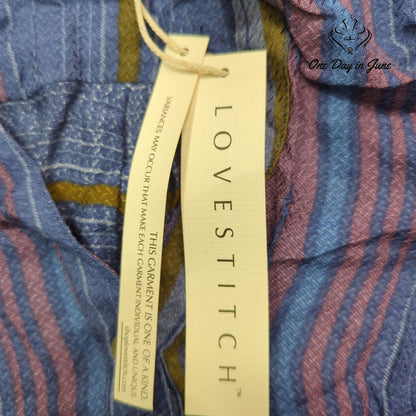 One Day in June
LOVESTITCH™
THIS GARMENT IS ONE OF A KIND.
VARIANCES MAY OCCUR THAT MAKE EACH
GARMENT INDIVIDUAL AND UNIQUE.
shoplovestitch.com